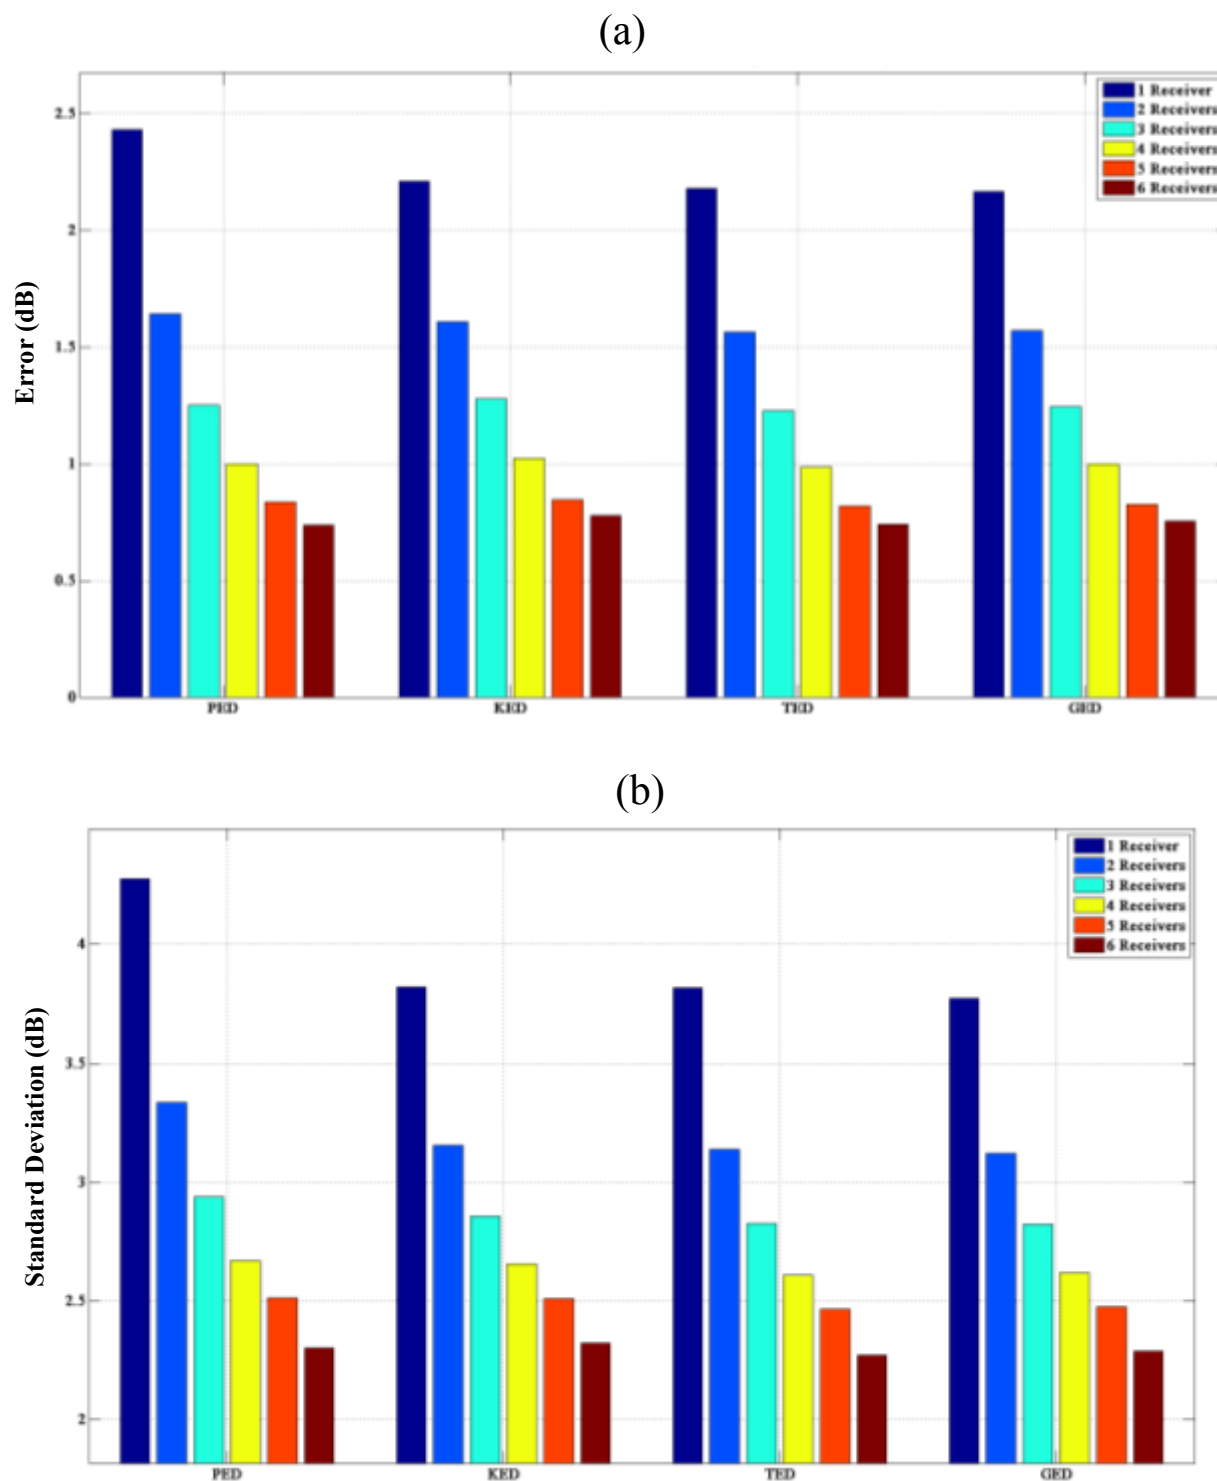 (a)
2.5
2
1.5
1
0.5
0
Error (dB)
1 Receiver
2 Receivers
3 Receivers
4 Receivers
5 Receivers
6 Receivers
PED
KED
TED
GED
(b)
4
3.5
3
2.5
2
Standard Deviation (dB)
1 Receiver
2 Receivers
3 Receivers
4 Receivers
5 Receivers
6 Receivers
PED
KED
TED
GED